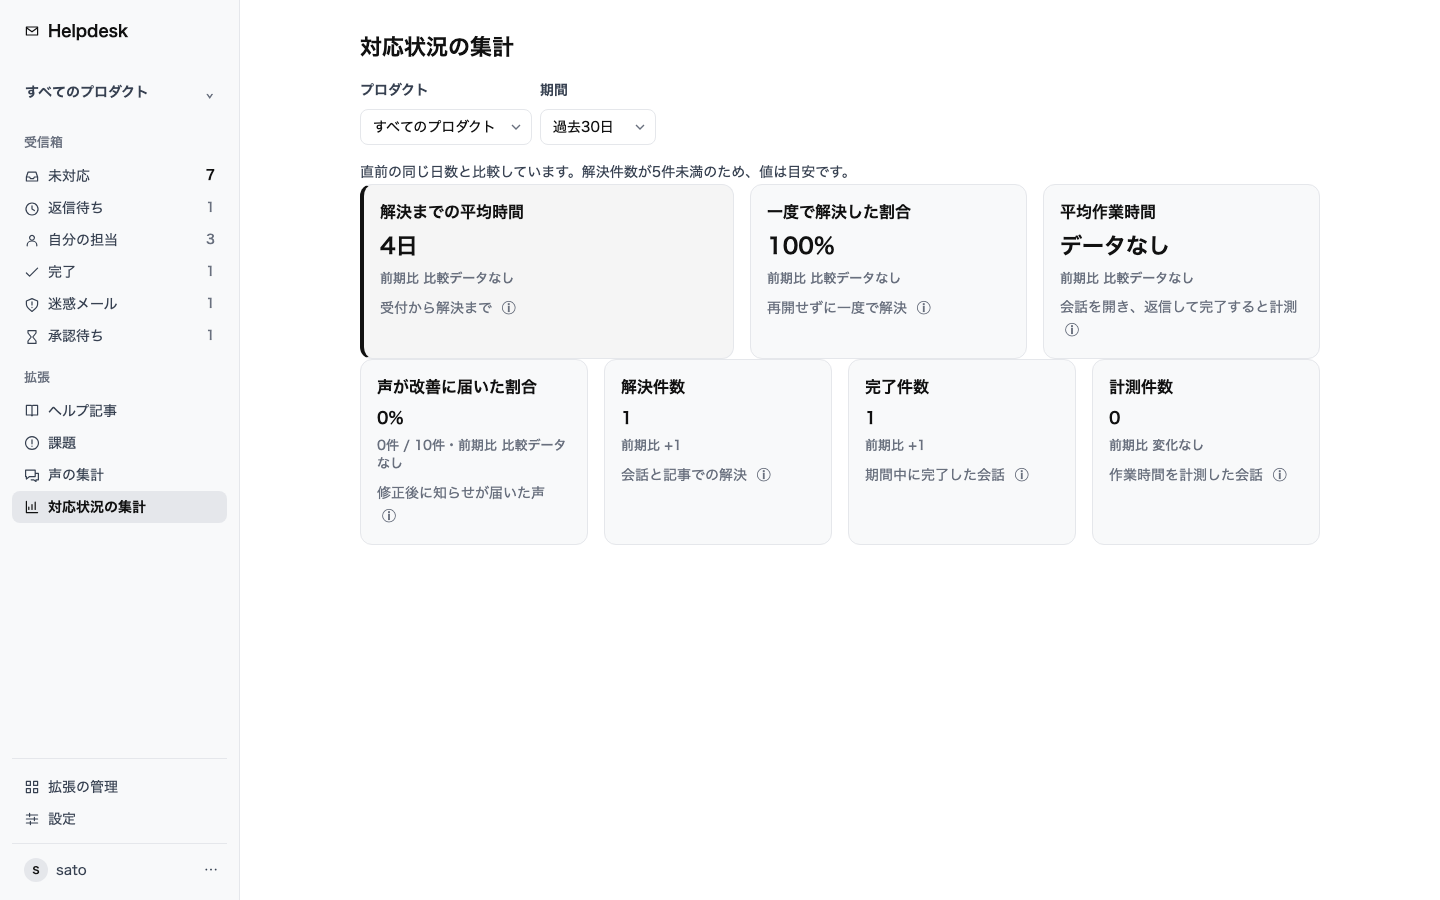 Helpdesk
すべてのプロダクト
受信箱
未対応 7
返信待ち 1
自分の担当 3
完了 1
迷惑メール 1
承認待ち 1
拡張
ヘルプ記事
課題
声の集計
対応状況の集計
拡張の管理
設定
S sato ...
対応状況の集計
プロダクト 期間
すべてのプロダクト 過去30日
直前の同じ日数と比較しています。解決件数が5件未満のため、値は目安です。
解決までの平均時間
4日
前期比 比較データなし
受付から解決まで
一度で解決した割合
100%
前期比 比較データなし
再開せずに一度で解決
平均作業時間
データなし
前期比 比較データなし
会話を開き、返信して完了すると計測
声が改善に届いた割合
0%
0件 / 10件・前期比 比較データ
なし
修正後に知らせが届いた声
解決件数
1
前期比 +1
会話と記事での解決
完了件数
1
前期比 +1
期間中に完了した会話
計測件数
0
前期比 変化なし
作業時間を計測した会話